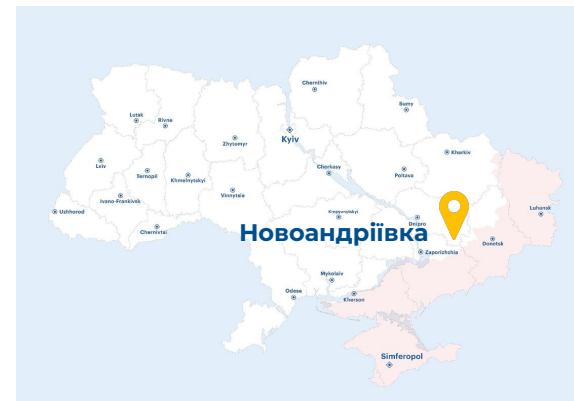 Chernihiv
Sumy
Lutsk
Rivne
Kyiv
Zhytomyr
Kharkiv
Lviv
Cherkasy
Poltava
Ternopil
Khmelnytskyi
Vinnytsia
Ivano-Frankivsk
Uzhhorod
Chernivtsi
Kropyvnytskyi
Dnipro
Luhansk
Новоандріївка
Donetsk
Zaporizhzhia
Mykolaiv
Odesa
Kherson
Simferopol